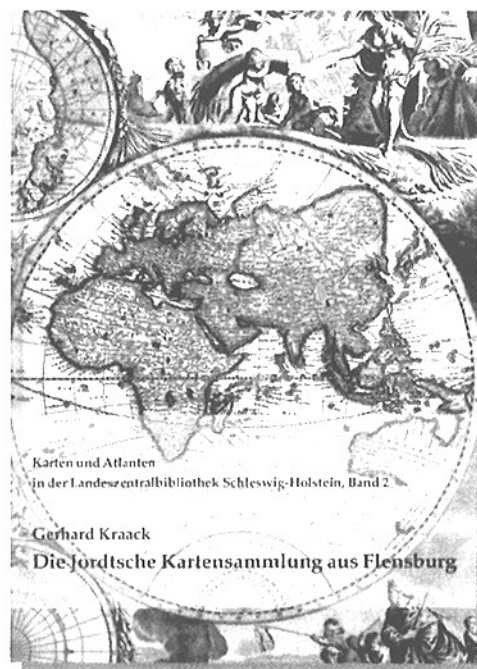 Karten und Atlanten
in der Landeszentralbibliothek Schleswig-Holstein, Band 2
Gerhard Kraack
Die Jordtsche Kartensammlung aus Flensburg